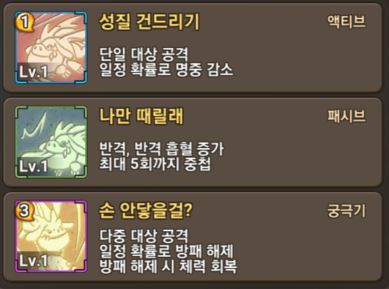 1 성질 건드리기 액티브
단일 대상 공격
일정 확률로 명중 감소
Lv.1
나만 때릴래 패시브
반격, 반격 흡혈 증가
최대 5회까지 중첩
Lv.1
3 손 안닿을걸? 궁극기
다중 대상 공격
일정 확률로 방패 해제
방패 해제 시 체력 회복
Lv.1